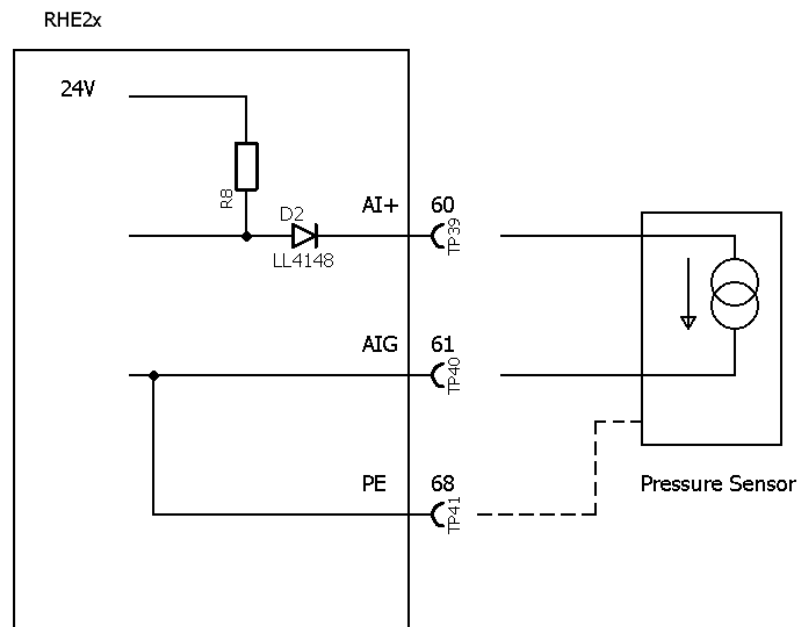 RHE2x
24V
R8
D2
LL4148
AI+
60
TP39
AIG
61
TP40
PE
68
TP41
Pressure Sensor